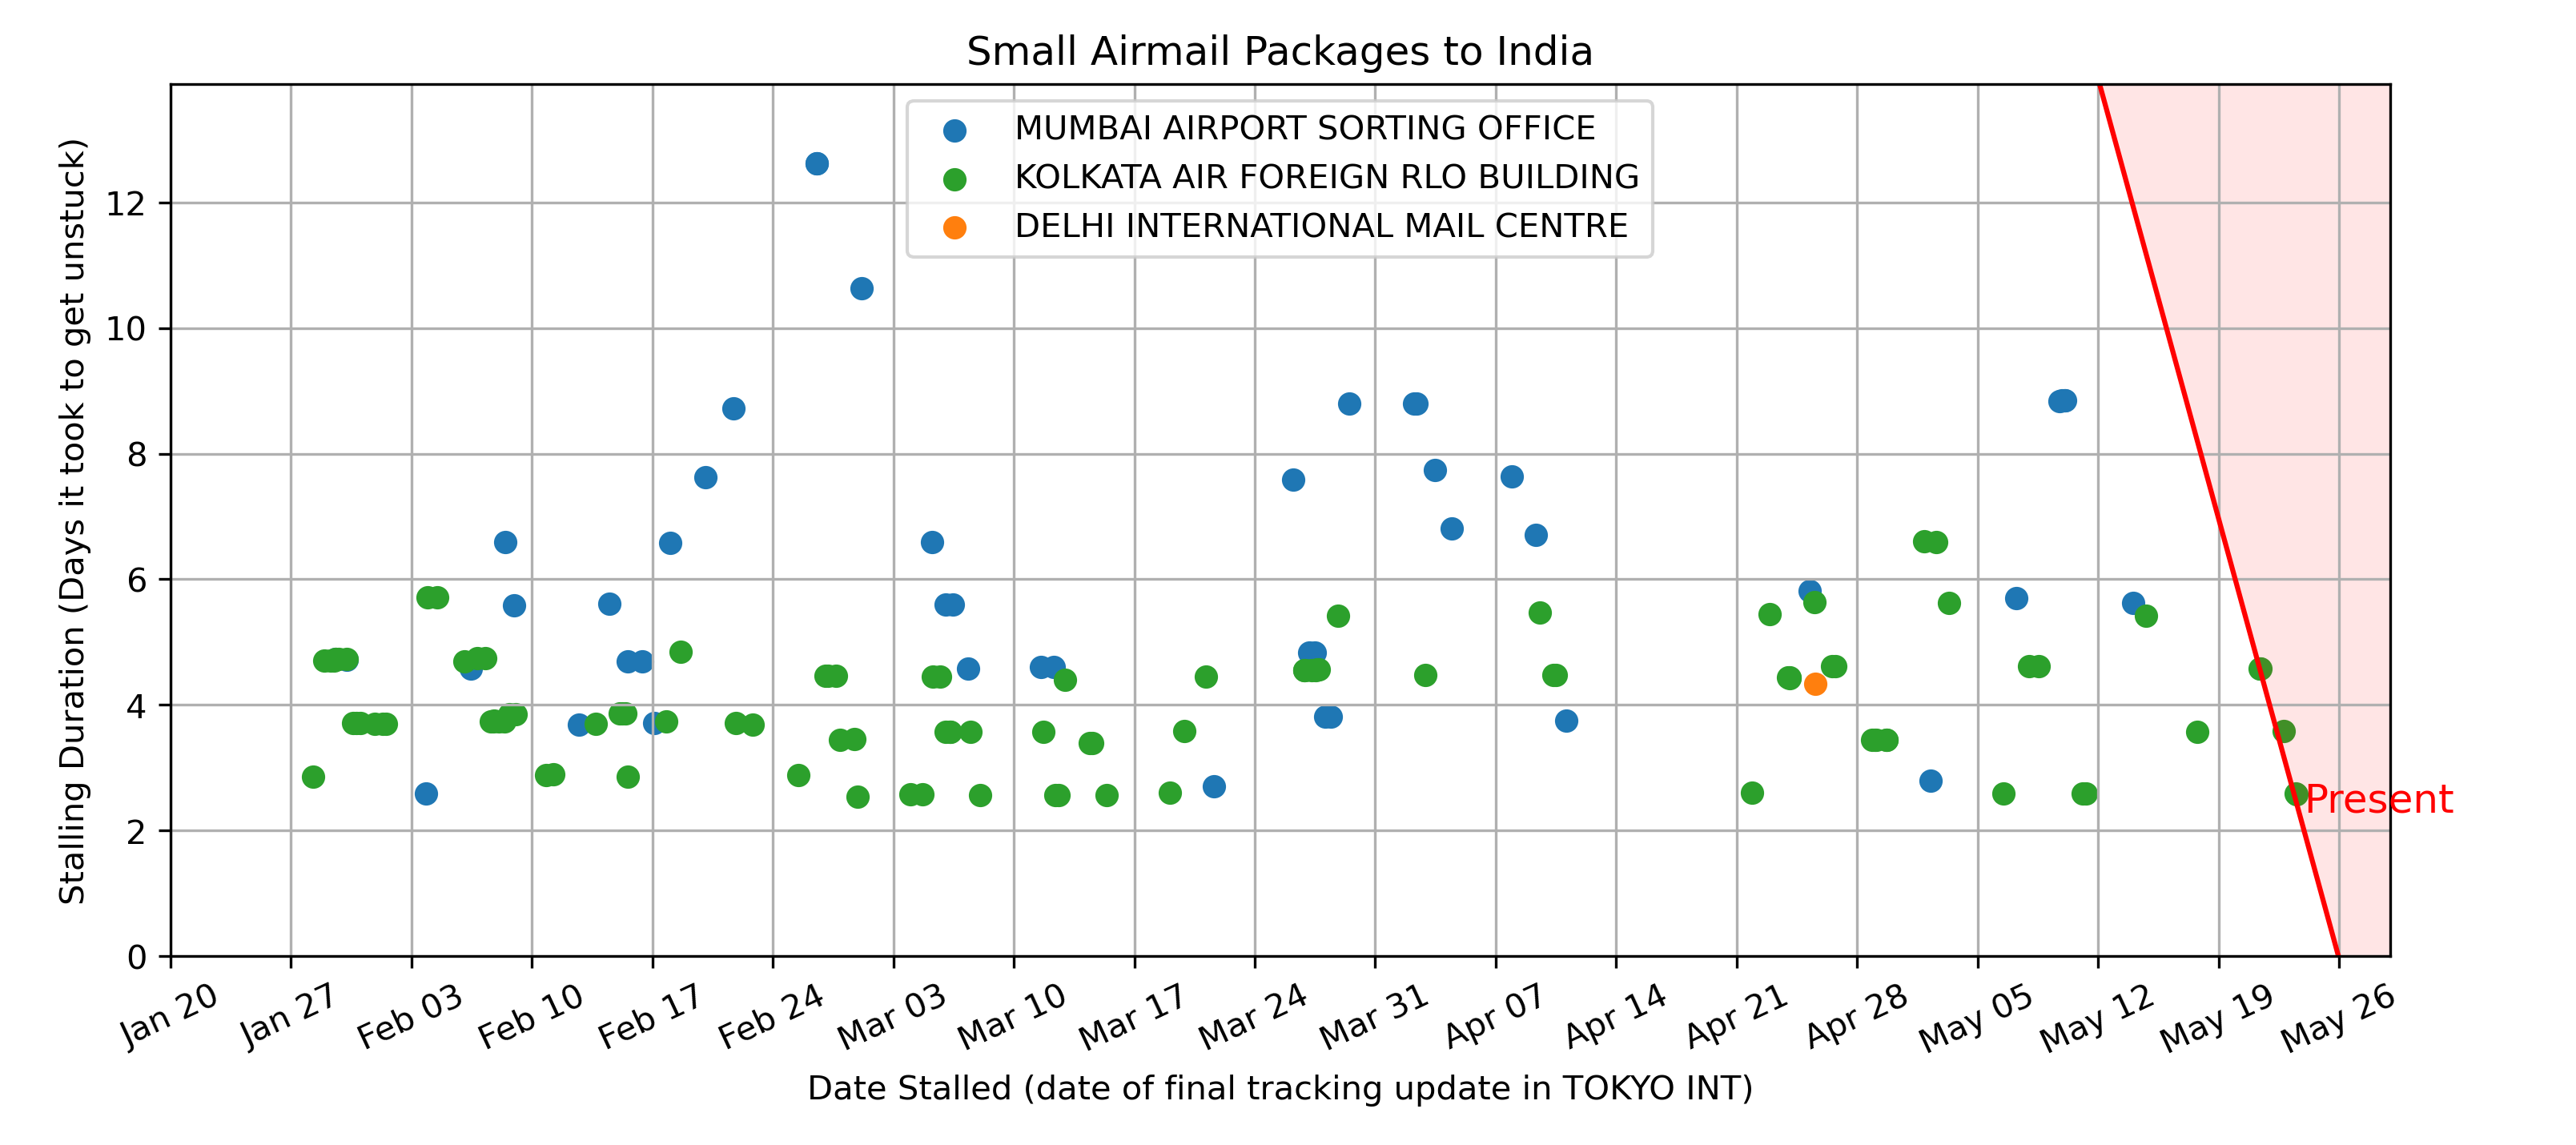 Small Airmail Packages to India
MUMBAI AIRPORT SORTING OFFICE
KOLKATA AIR FOREIGN RLO BUILDING
DELHI INTERNATIONAL MAIL CENTRE
Stalling Duration (Days it took to get unstuck)
12
10
8
6
4
2
0
Present
Jan 20
Jan 27
Feb 03
Feb 10
Feb 17
Feb 24
Mar 03
Mar 10
Mar 17
Mar 24
Mar 31
Apr 07
Apr 14
Apr 21
Apr 28
May 05
May 12
May 19
May 26
Date Stalled (date of final tracking update in TOKYO INT)